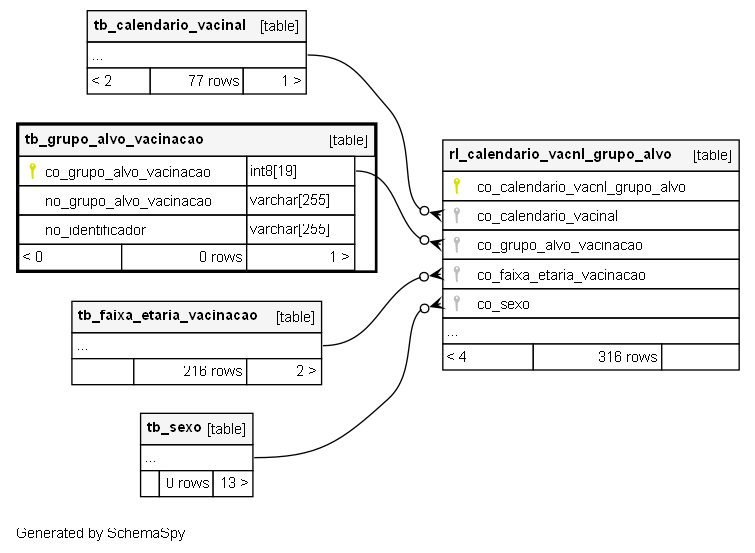 tb_calendario_vacinal [table]
...
< 2 77 rows 1 >
tb_grupo_alvo_vacinacao [table]
co_grupo_alvo_vacinacao int8[19]
no_grupo_alvo_vacinacao varchar[255]
no_identificador varchar[255]
< 0 0 rows 1 >
tb_faixa_etaria_vacinacao [table]
...
216 rows 2 >
tb_sexo [table]
...
0 rows 13 >
rl_calendario_vacnl_grupo_alvo [table]
co_calendario_vacnl_grupo_alvo
co_calendario_vacinal
co_grupo_alvo_vacinacao
co_faixa_etaria_vacinacao
co_sexo
...
< 4 316 rows
Generated by SchemaSpy